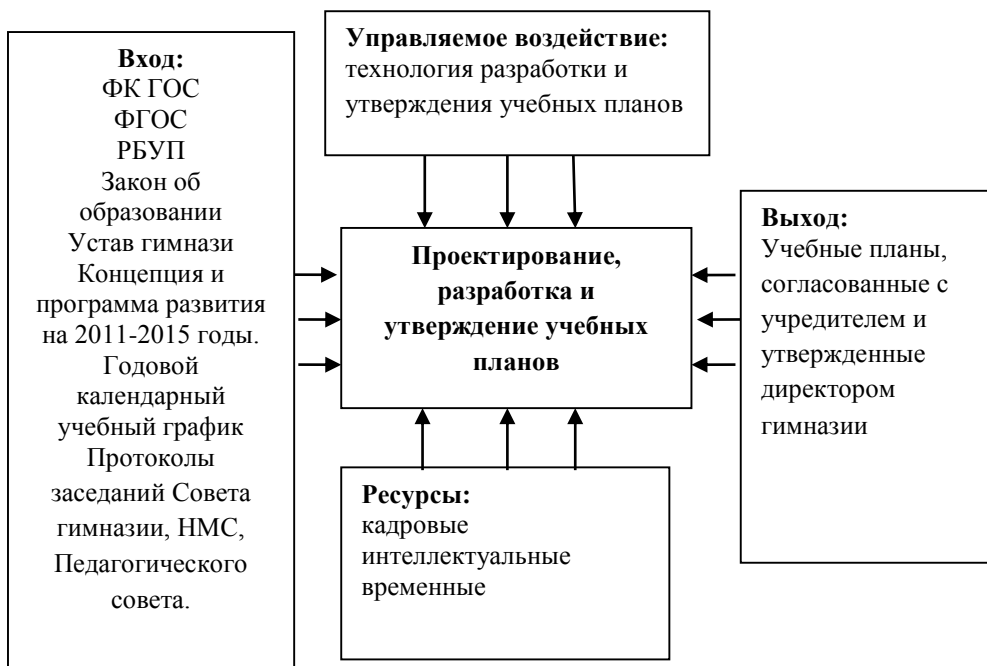 Вход:
ФК ГОС
ФГОС
РБУП
Закон об
образовании
Устав гимнази
Концепция и
программа развития
на 2011-2015 годы.
Годовой
календарный
учебный график
Протоколы
заседаний Совета
гимназии, НМС,
Педагогического
совета.
Управляемое воздействие:
технология разработки и
утверждения учебных планов
Проектирование,
разработка и
утверждение учебных
планов
Ресурсы:
кадровые
интеллектуальные
временные
Выход:
Учебные планы,
согласованные с
учредителем и
утвержденные
директором
гимназии